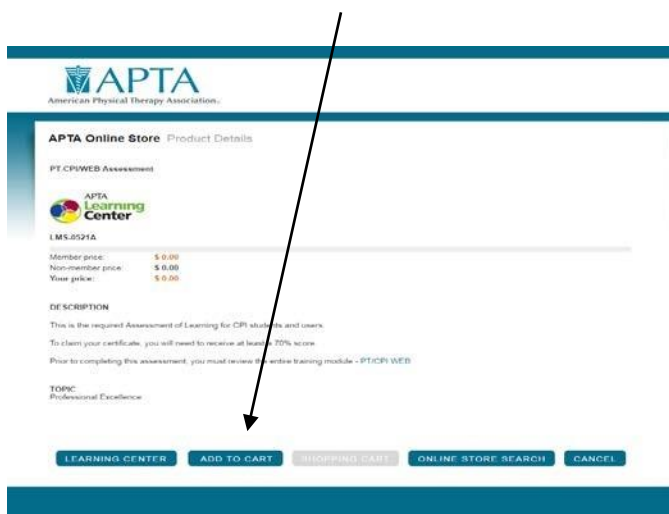 APTA
American Physical Therapy Association.
APTA Online Store Product Details
PT.CPI/WEB Assessment
APTA
Learning
Center
LMS-0521A
Member price: $ 0.00
Non-member price: $ 0.00
Your price: $ 0.00
DESCRIPTION
This is the required Assessment of Learning for CPI students and users.
To claim your certificate, you will need to receive at least a 70% score
Prior to completing this assessment, you must review the entire training module - PT/CPI WEB
TOPIC
Professional Excellence
LEARNING CENTER ADD TO CART SHOPPING CART ONLINE STORE SEARCH CANCEL